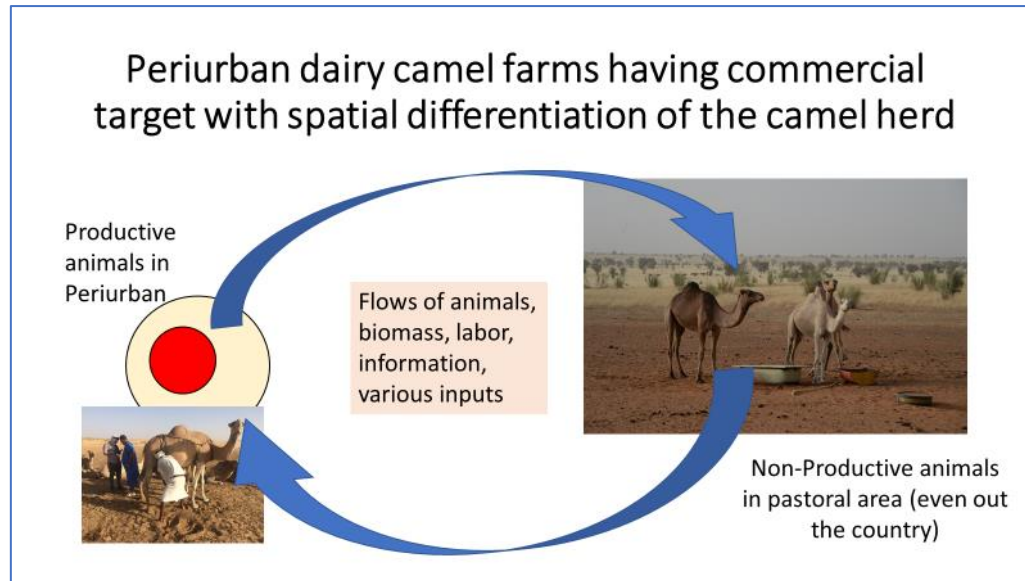 Periurban dairy camel farms having commercial
target with spatial differentiation of the camel herd
Productive
animals in
Periurban
Flows of animals,
biomass, labor,
information,
various inputs
Non-Productive animals
in pastoral area (even out
the country)